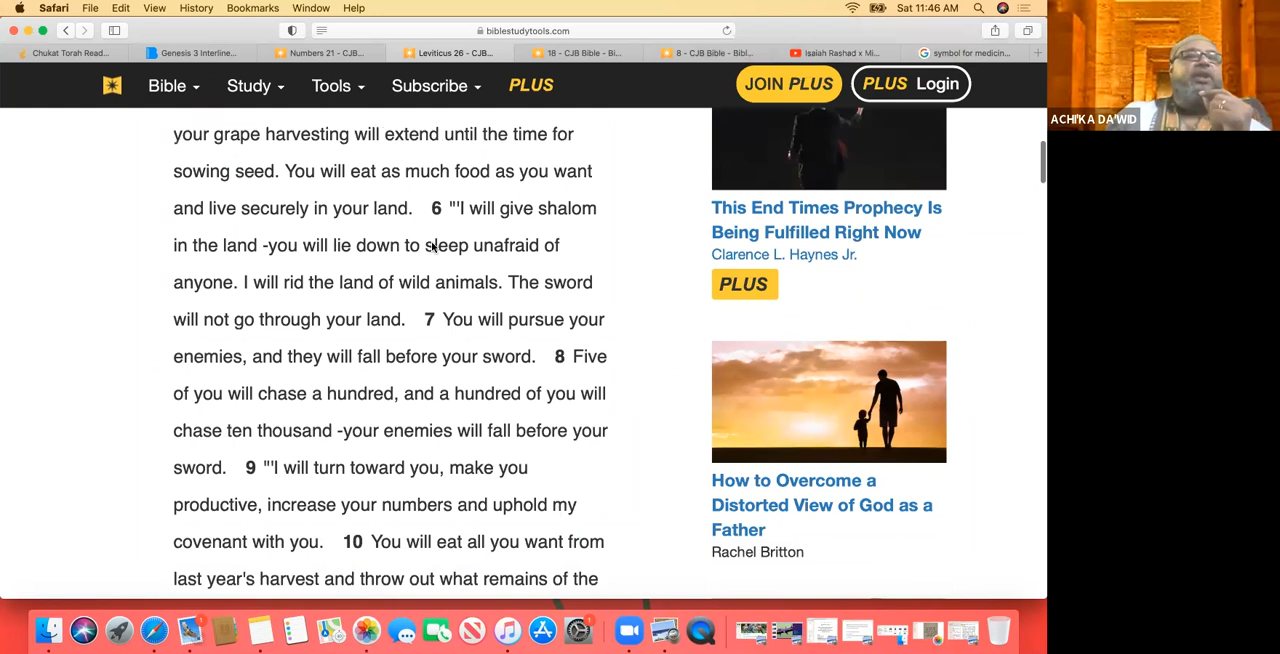 Safari File Edit View History Bookmarks Window Help
Sat 11:46 AM
biblestudytools.com
Chukat Torah Read...
Genesis 3 Interline...
Numbers 21 - CJB...
Leviticus 26 - CJB...
18 - CJB Bible - Bi...
8 - CJB Bible - Bibl...
Isaiah Rashad x Mi...
symbol for medicin...
Bible Study Tools Subscribe PLUS
JOIN PLUS
PLUS Login
ACHI'KA DA'WID
your grape harvesting will extend until the time for
sowing seed. You will eat as much food as you want
and live securely in your land. 6 "'I will give shalom
in the land -you will lie down to sleep unafraid of
anyone. I will rid the land of wild animals. The sword
will not go through your land. 7 You will pursue your
enemies, and they will fall before your sword. 8 Five
of you will chase a hundred, and a hundred of you will
chase ten thousand -your enemies will fall before your
sword. 9 "'I will turn toward you, make you
productive, increase your numbers and uphold my
covenant with you. 10 You will eat all you want from
last year's harvest and throw out what remains of the
This End Times Prophecy Is
Being Fulfilled Right Now
Clarence L. Haynes Jr.
PLUS
How to Overcome a
Distorted View of God as a
Father
Rachel Britton